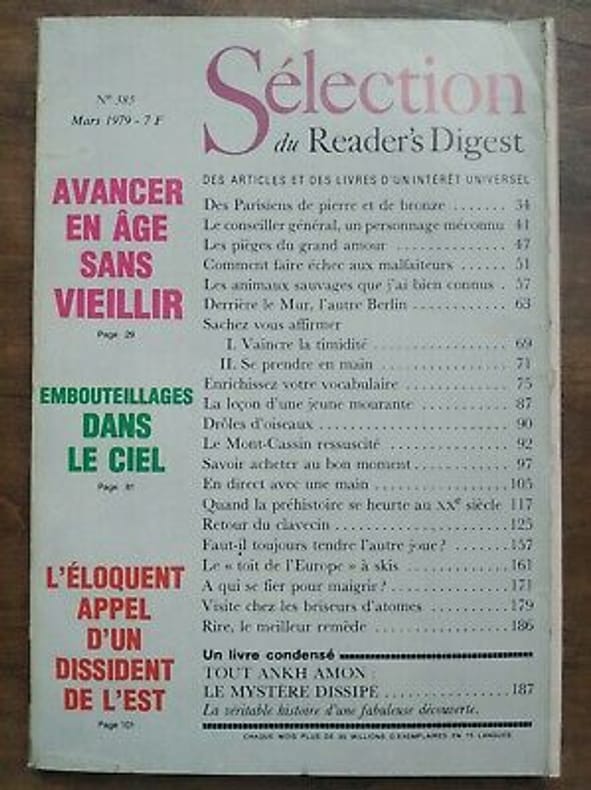 N° 385
Mars 1979 - 7 F
Sélection
du Reader's Digest
AVANCER
EN ÂGE
SANS
VIEILLIR
Page 29
EMBOUTEILLAGES
DANS
LE CIEL
Page 81
L'ÉLOQUENT
APPEL
D'UN
DISSIDENT
DE L'EST
Page 101
DES ARTICLES ET DES LIVRES D'UN INTÉRÊT UNIVERSEL
Des Parisiens de pierre et de bronze ....... 34
Le conseiller général, un personnage méconnu 41
Les pièges du grand amour ............ 47
Comment faire échec aux malfaiteurs ...... 51
Les animaux sauvages que j'ai bien connus . 57
Derrière le Mur, l'autre Berlin .......... 63
Sachez vous affirmer
I. Vaincre la timidité ................ 69
II. Se prendre en main .............. 71
Enrichissez votre vocabulaire ............ 75
La leçon d'une jeune mourante .......... 87
Drôles d'oiseaux ...................... 90
Le Mont-Cassin ressuscité .............. 92
Savoir acheter au bon moment ............ 97
En direct avec une main ................ 105
Quand la préhistoire se heurte au XXe siècle 117
Retour du clavecin .................... 125
Faut-il toujours tendre l'autre joue? ....... 157
Le « toit de l'Europe » à skis ............ 161
A qui se fier pour maigrir? .............. 171
Visite chez les briseurs d'atomes .......... 179
Rire, le meilleur remède ................ 186
Un livre condensé
TOUT ANKH AMON :
LE MYSTÈRE DISSIPÉ ................ 187
La véritable histoire d'une fabuleuse découverte.
CHAQUE MOIS PLUS DE 30 MILLIONS D'EXEMPLAIRES EN 15 LANGUES